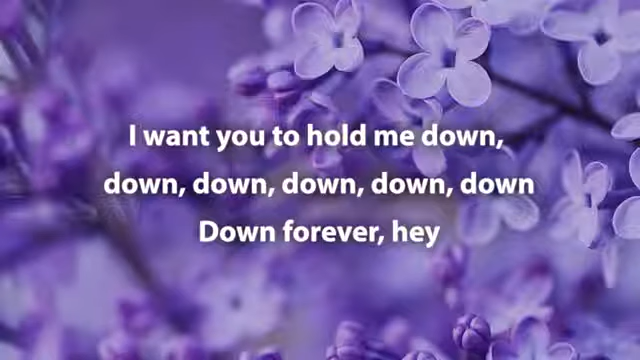 I want you to hold me down,
down, down, down, down, down
Down forever, hey